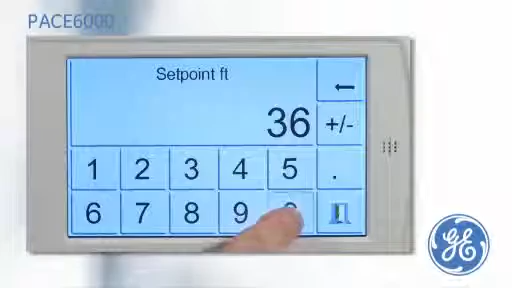 PACE6000
Setpoint ft
36
+/-
1 2 3 4 5 .
6 7 8 9
GE